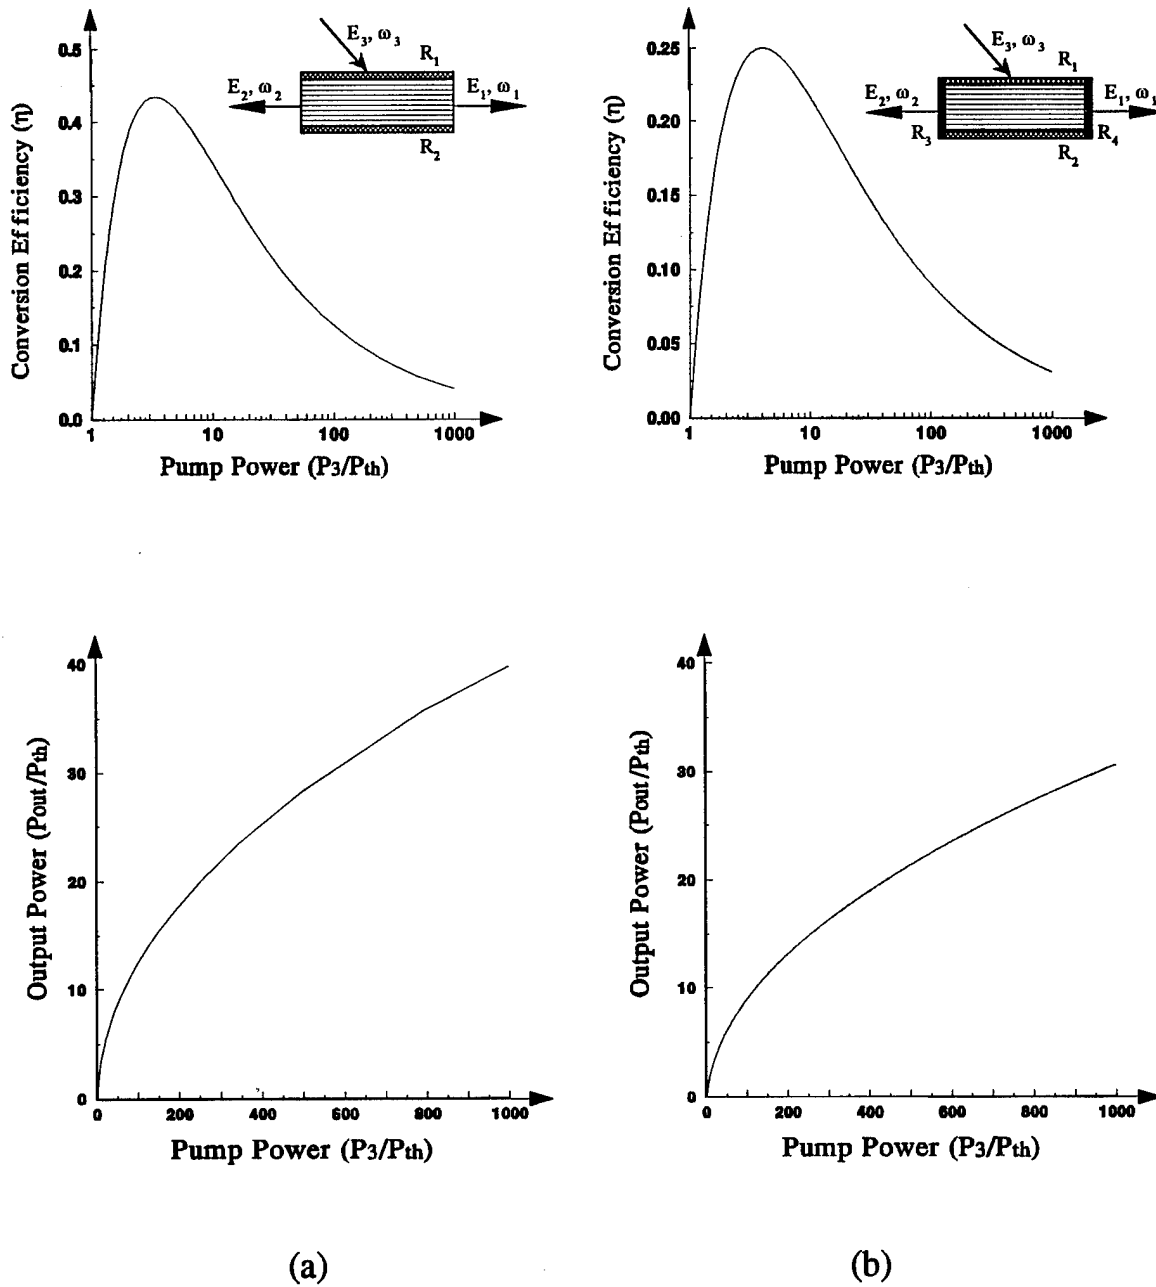 Conversion Efficiency (η)
0.5
0.4
0.3
0.2
0.1
0.0
1
10
100
1000
Pump Power (P3/Pth)
E3, ω3
R1
E2, ω2
E1, ω1
R2
Conversion Efficiency (η)
0.25
0.20
0.15
0.10
0.05
0.00
1
10
100
1000
Pump Power (P3/Pth)
E3, ω3
R1
E2, ω2
E1, ω1
R3
R4
R2
Output Power (Pout/Pth)
40
30
20
10
0
0
200
400
600
800
1000
Pump Power (P3/Pth)
Output Power (Pout/Pth)
40
30
20
10
0
0
200
400
600
800
1000
Pump Power (P3/Pth)
(a)
(b)